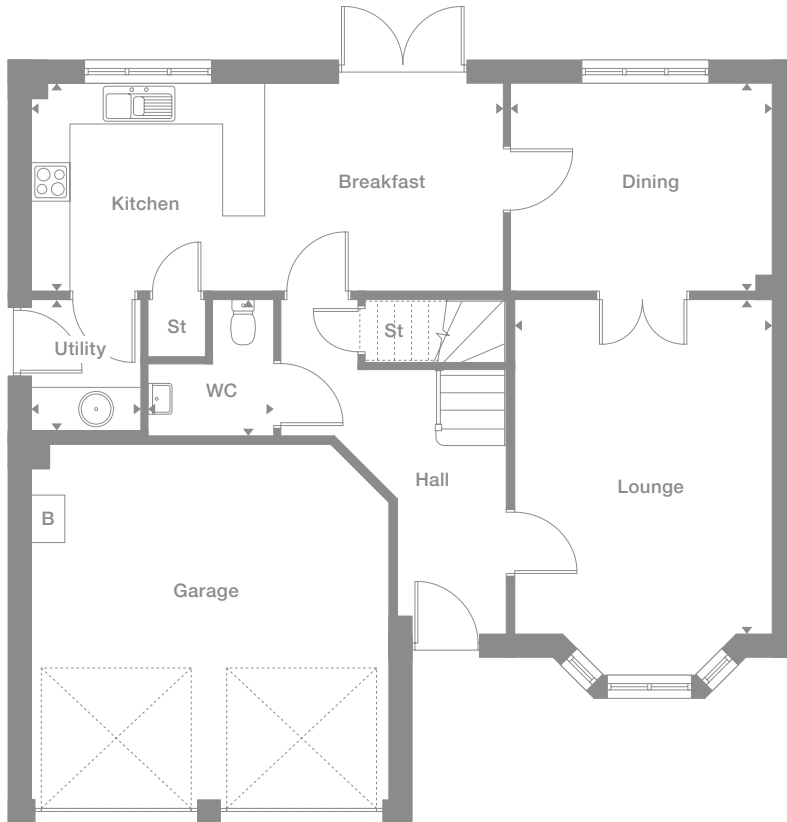 Breakfast
Dining
Kitchen
St
St
Utility
WC
Hall
Lounge
B
Garage